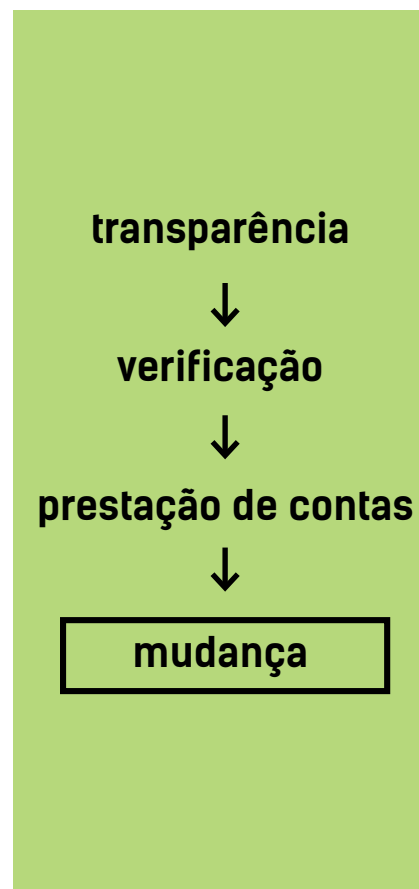 transparência
↓
verificação
↓
prestação de contas
↓
mudança